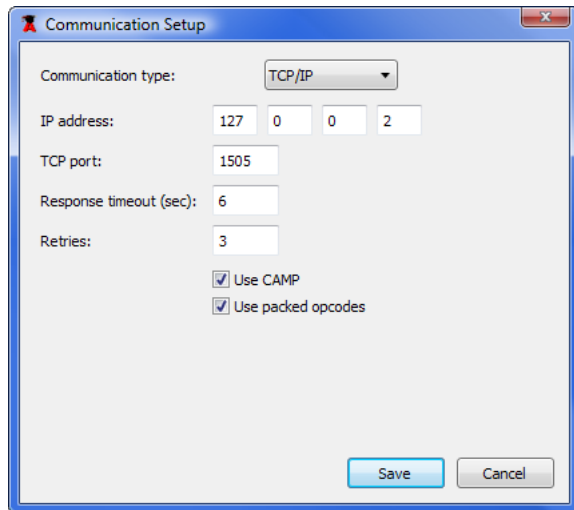 Communication Setup
Communication type: TCP/IP
IP address: 127 0 0 2
TCP port: 1505
Response timeout (sec): 6
Retries: 3
Use CAMP
Use packed opcodes
Save Cancel